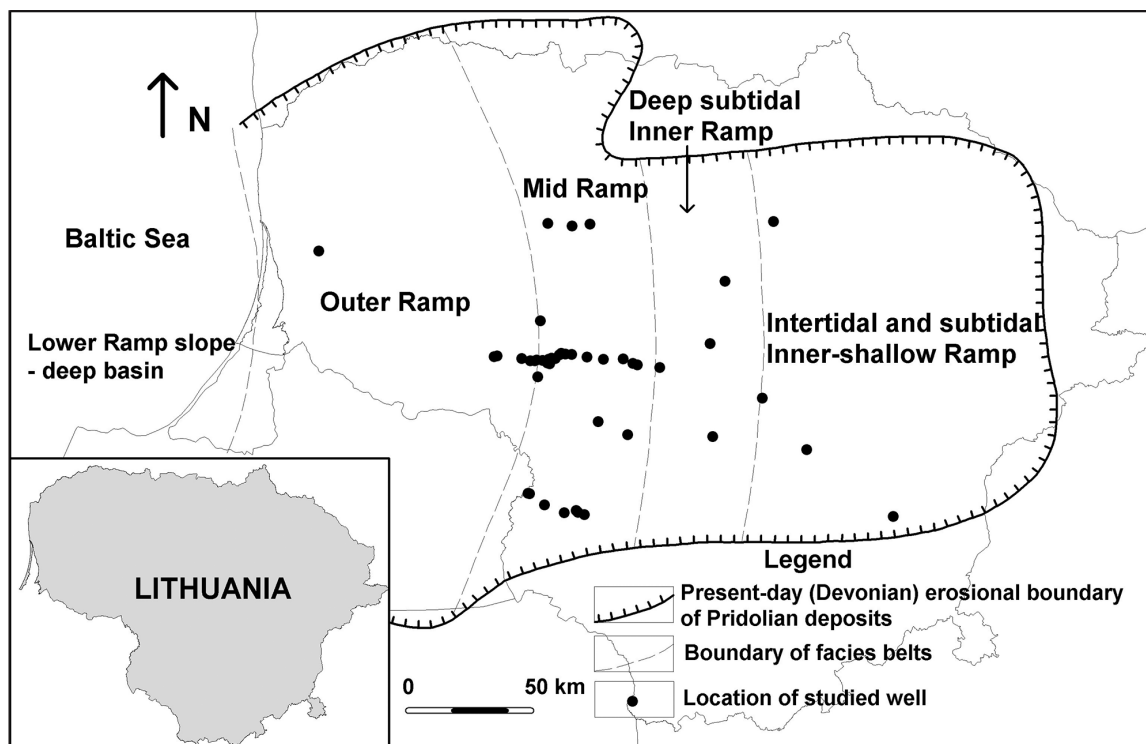 N
Deep subtidal
Inner Ramp
Mid Ramp
Baltic Sea
Outer Ramp
Lower Ramp slope
- deep basin
Intertidal and subtidal
Inner-shallow Ramp
LITHUANIA
Legend
Present-day (Devonian) erosional boundary
of Pridolian deposits
Boundary of facies belts
Location of studied well
0 50 km